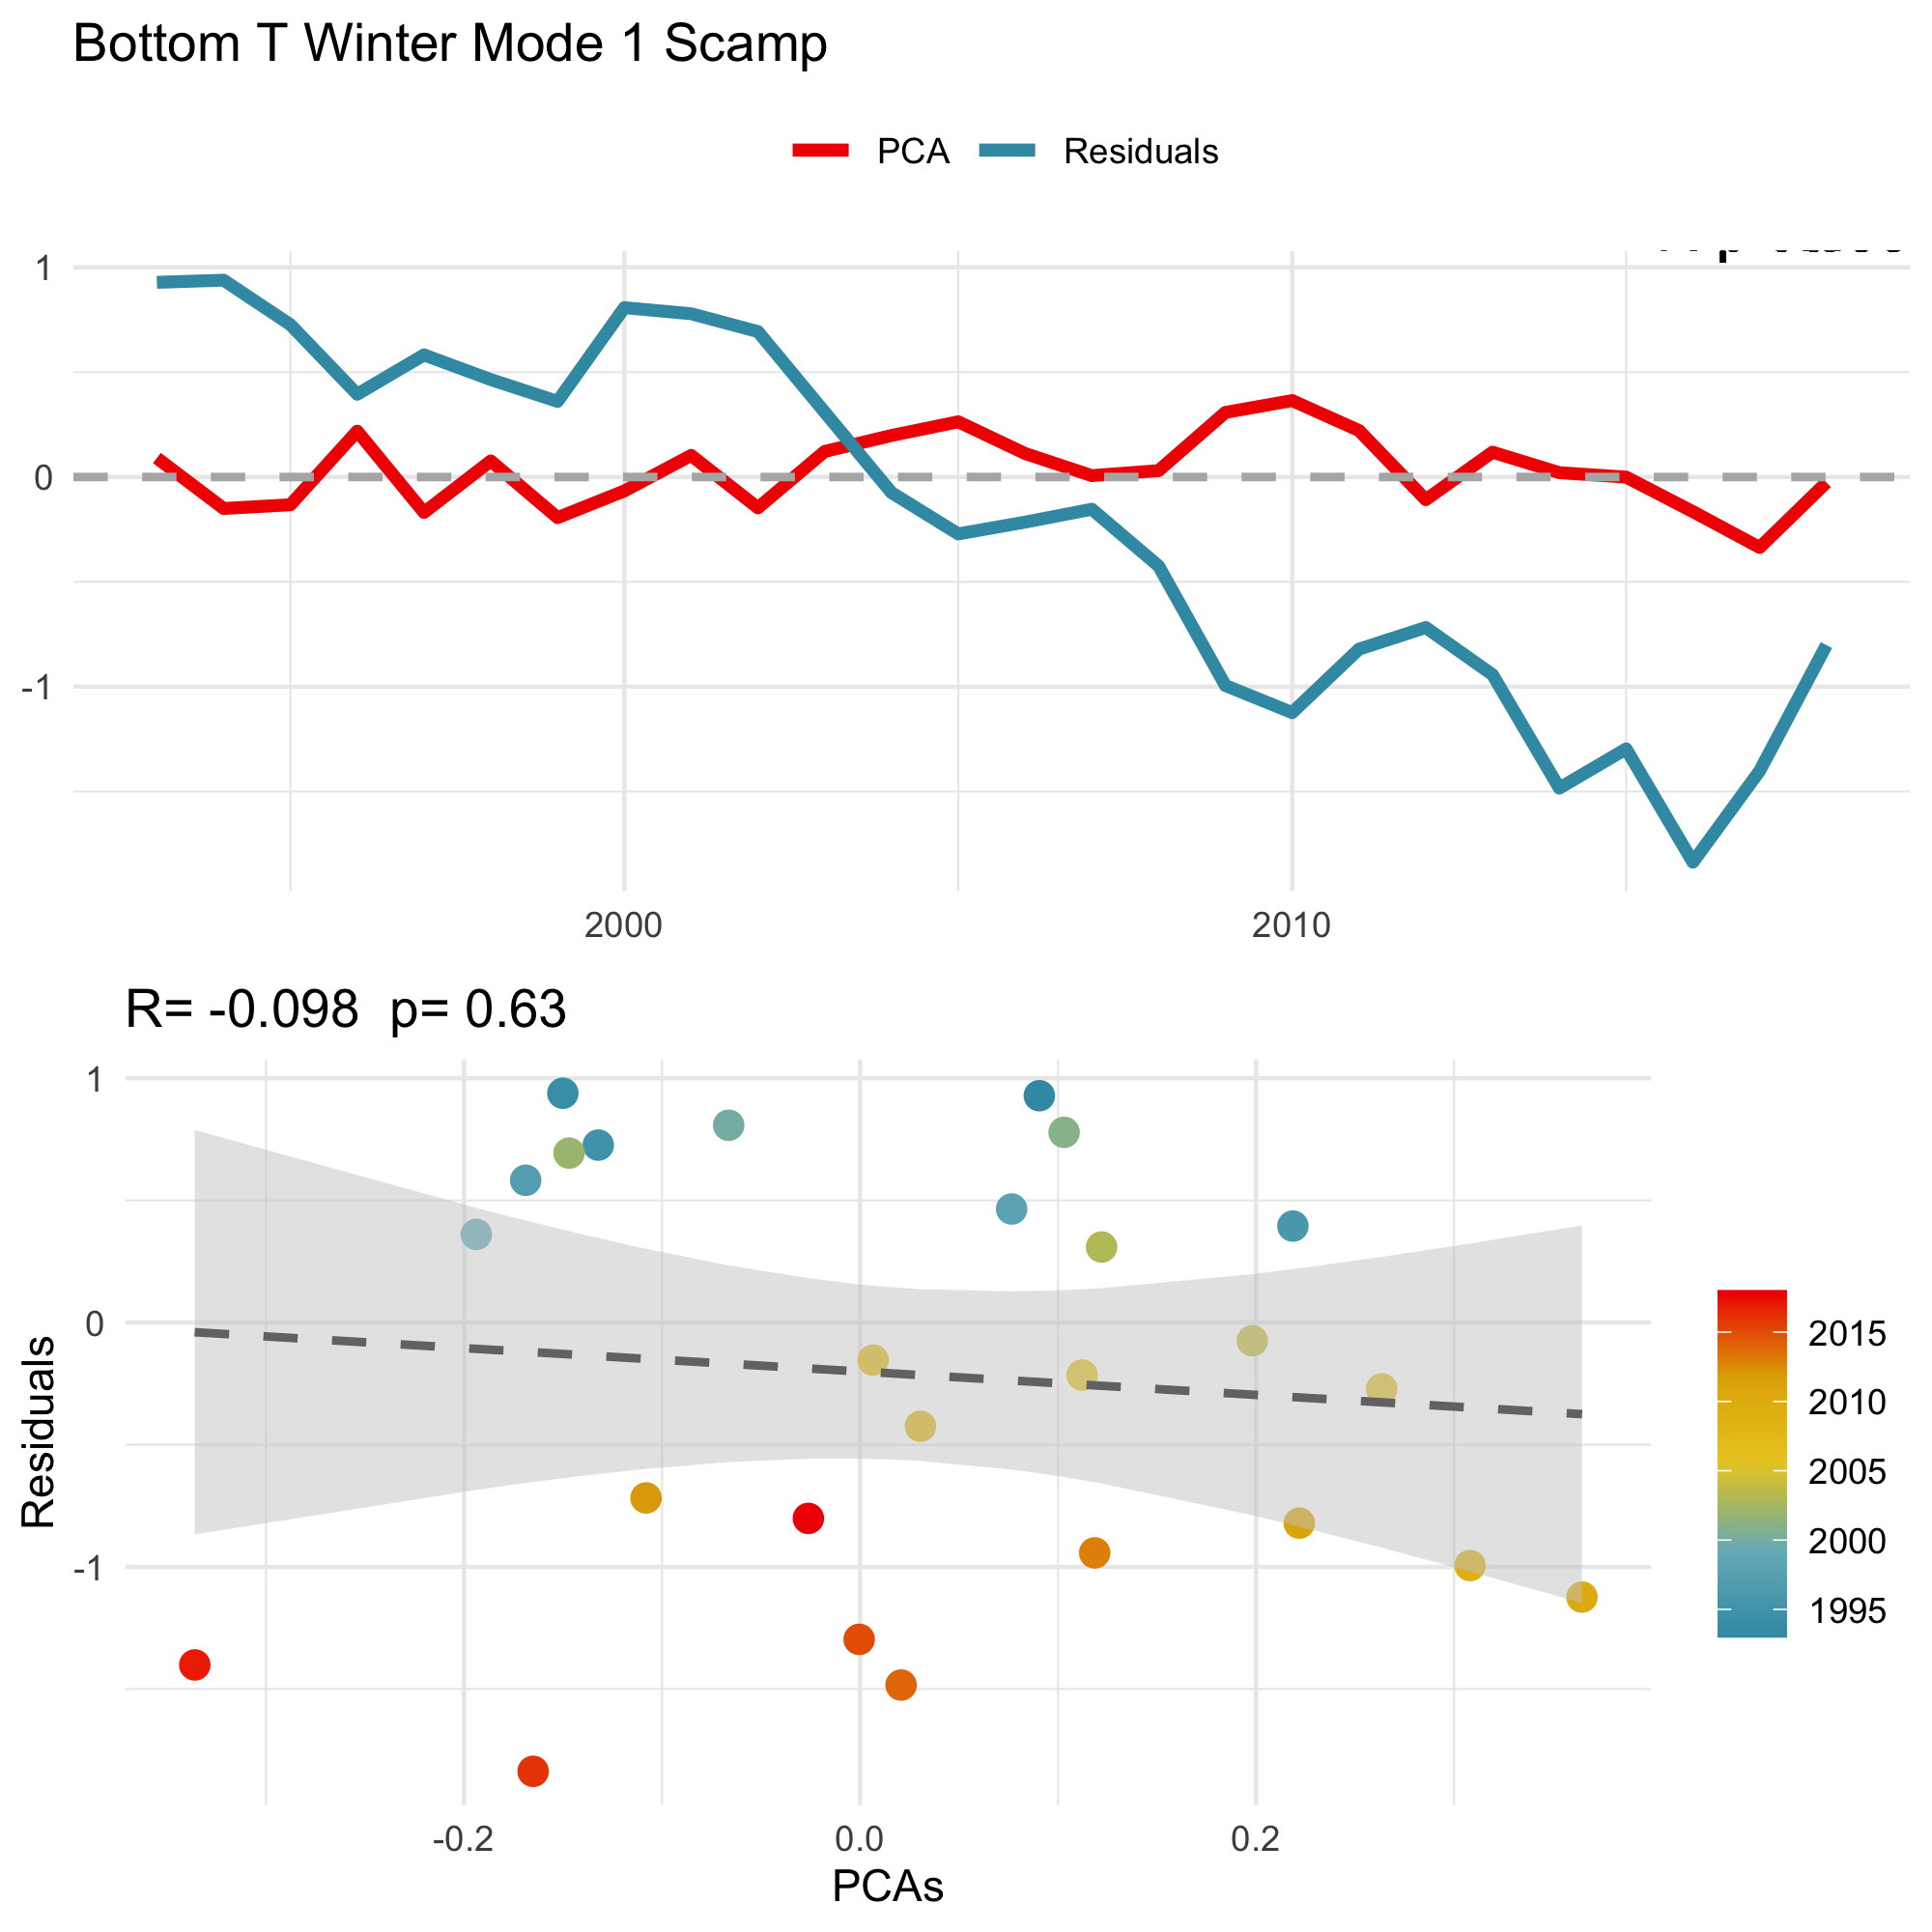 Bottom T Winter Mode 1 Scamp
PCA Residuals
1
0
-1
2000 2010
R= -0.098 p= 0.63
1
0
-1
Residuals
-0.2 0.0 0.2
PCAs
2015
2010
2005
2000
1995